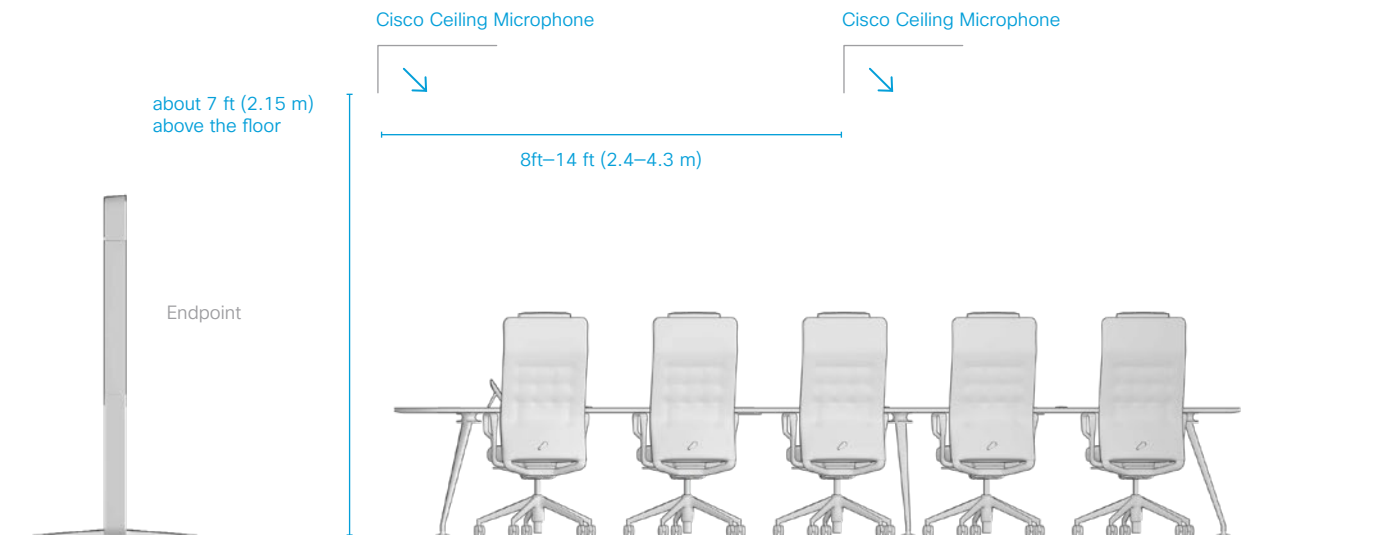 Cisco Ceiling Microphone
Cisco Ceiling Microphone
about 7 ft (2.15 m)
above the floor
8ft–14 ft (2.4–4.3 m)
Endpoint